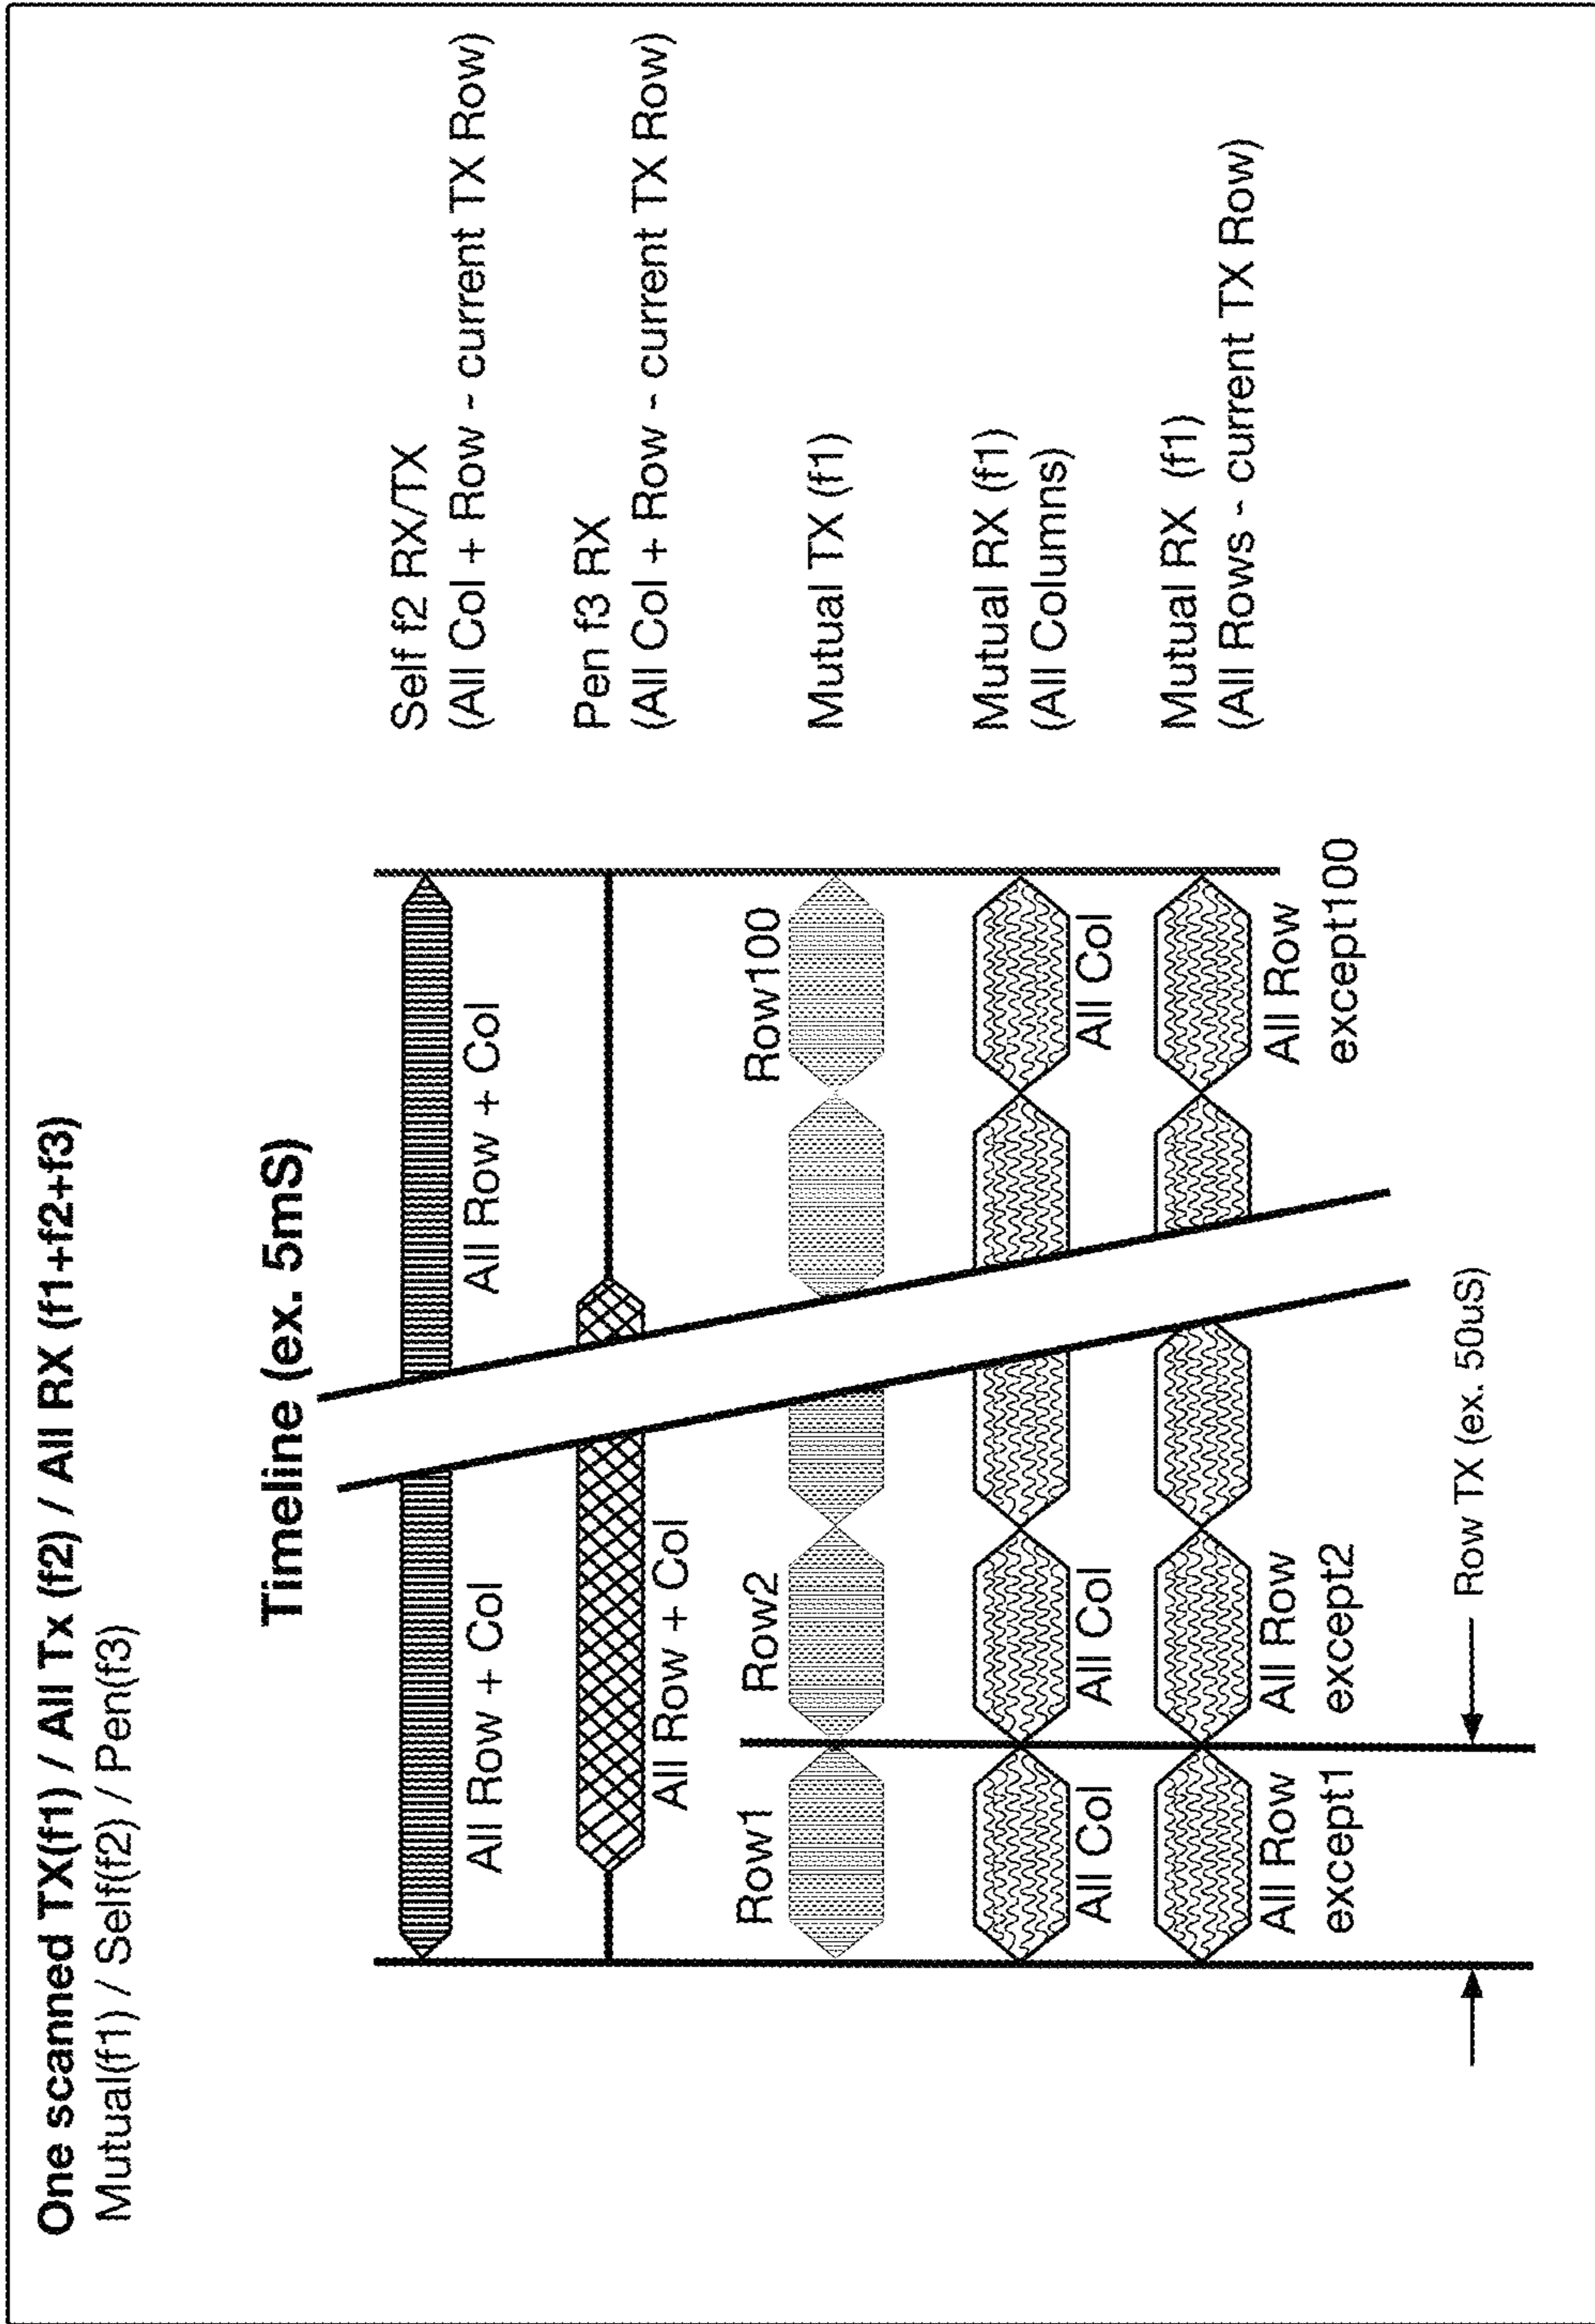 One scanned TX(f1) / All Tx (f2) / All RX (f1+f2+f3)
Mutual(f1) / Self(f2) / Pen(f3)
Timeline (ex. 5mS)
All Row + Col
All Row + Col
Self f2 RX/TX
(All Col + Row - current TX Row)
All Row + Col
Pen f3 RX
(All Col + Row - current TX Row)
Row1
Row2
Row100
Mutual TX (f1)
All Col
All Col
All Col
Mutual RX (f1)
(All Columns)
All Row
except1
All Row
except2
All Row
except100
Mutual RX (f1)
(All Rows - current TX Row)
Row TX (ex. 50uS)